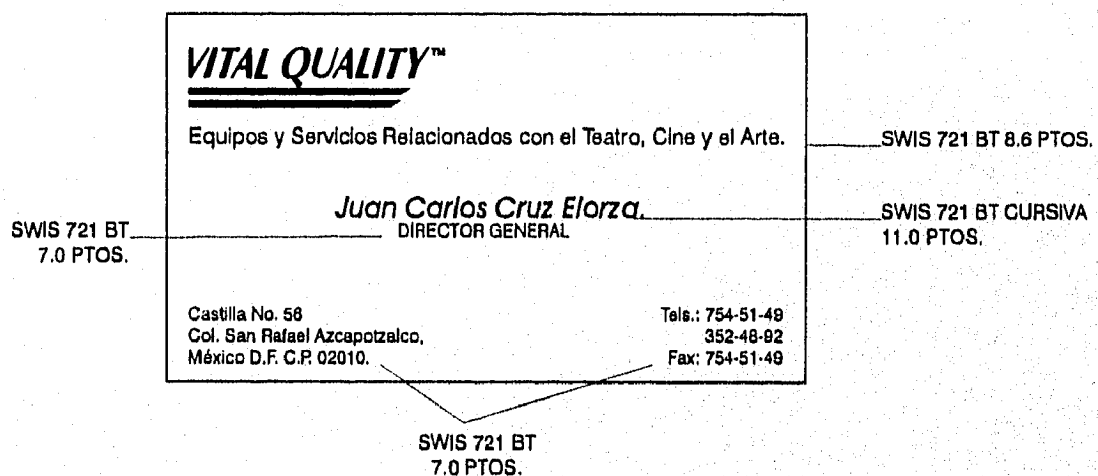 VITAL QUALITY™
Equipos y Servicios Relacionados con el Teatro, Cine y el Arte.
SWIS 721 BT 8.6 PTOS.
Juan Carlos Cruz Elorza.
DIRECTOR GENERAL
SWIS 721 BT
7.0 PTOS.
SWIS 721 BT CURSIVA
11.0 PTOS.
Castilla No. 56
Col. San Rafael Azcapotzalco,
México D.F. C.P. 02010.
Tels.: 754-51-49
352-48-92
Fax: 754-51-49
SWIS 721 BT
7.0 PTOS.